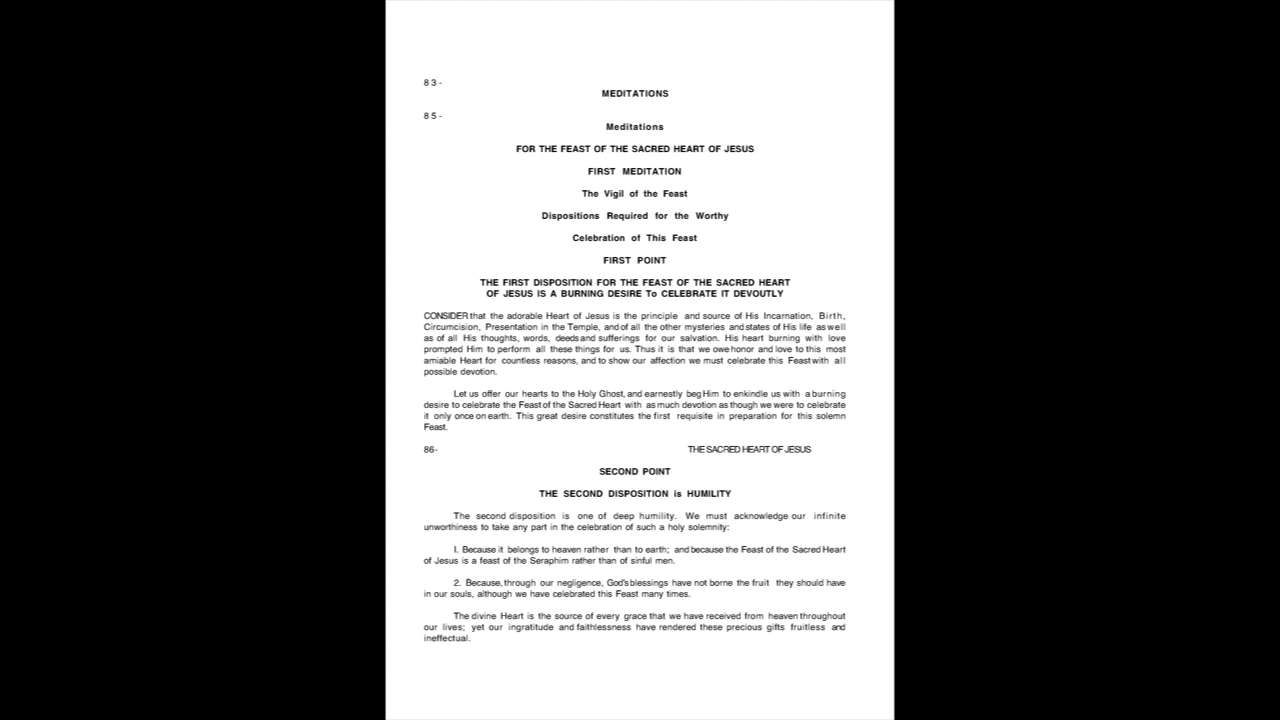 83-
MEDITATIONS
85-
Meditations
FOR THE FEAST OF THE SACRED HEART OF JESUS
FIRST MEDITATION
The Vigil of the Feast
Dispositions Required for the Worthy
Celebration of This Feast
FIRST POINT
THE FIRST DISPOSITION FOR THE FEAST OF THE SACRED HEART
OF JESUS IS A BURNING DESIRE To CELEBRATE IT DEVOUTLY
CONSIDER that the adorable Heart of Jesus is the principle and source of His Incarnation, Birth,
Circumcision, Presentation in the Temple, and of all the other mysteries and states of His life as well
as of all His thoughts, words, deeds and sufferings for our salvation. His heart burning with love
prompted Him to perform all these things for us. Thus it is that we owe honor and love to this most
amiable Heart for countless reasons, and to show our affection we must celebrate this Feast with all
possible devotion.
Let us offer our hearts to the Holy Ghost, and earnestly beg Him to enkindle us with a burning
desire to celebrate the Feast of the Sacred Heart with as much devotion as though we were to celebrate
it only once on earth. This great desire constitutes the first requisite in preparation for this solemn
Feast.
86- THE SACRED HEART OF JESUS
SECOND POINT
THE SECOND DISPOSITION is HUMILITY
The second disposition is one of deep humility. We must acknowledge our infinite
unworthiness to take any part in the celebration of such a holy solemnity:
I. Because it belongs to heaven rather than to earth; and because the Feast of the Sacred Heart
of Jesus is a feast of the Seraphim rather than of sinful men.
2. Because, through our negligence, God's blessings have not borne the fruit they should have
in our souls, although we have celebrated this Feast many times.
The divine Heart is the source of every grace that we have received from heaven throughout
our lives; yet our ingratitude and faithlessness have rendered these precious gifts fruitless and
ineffectual.